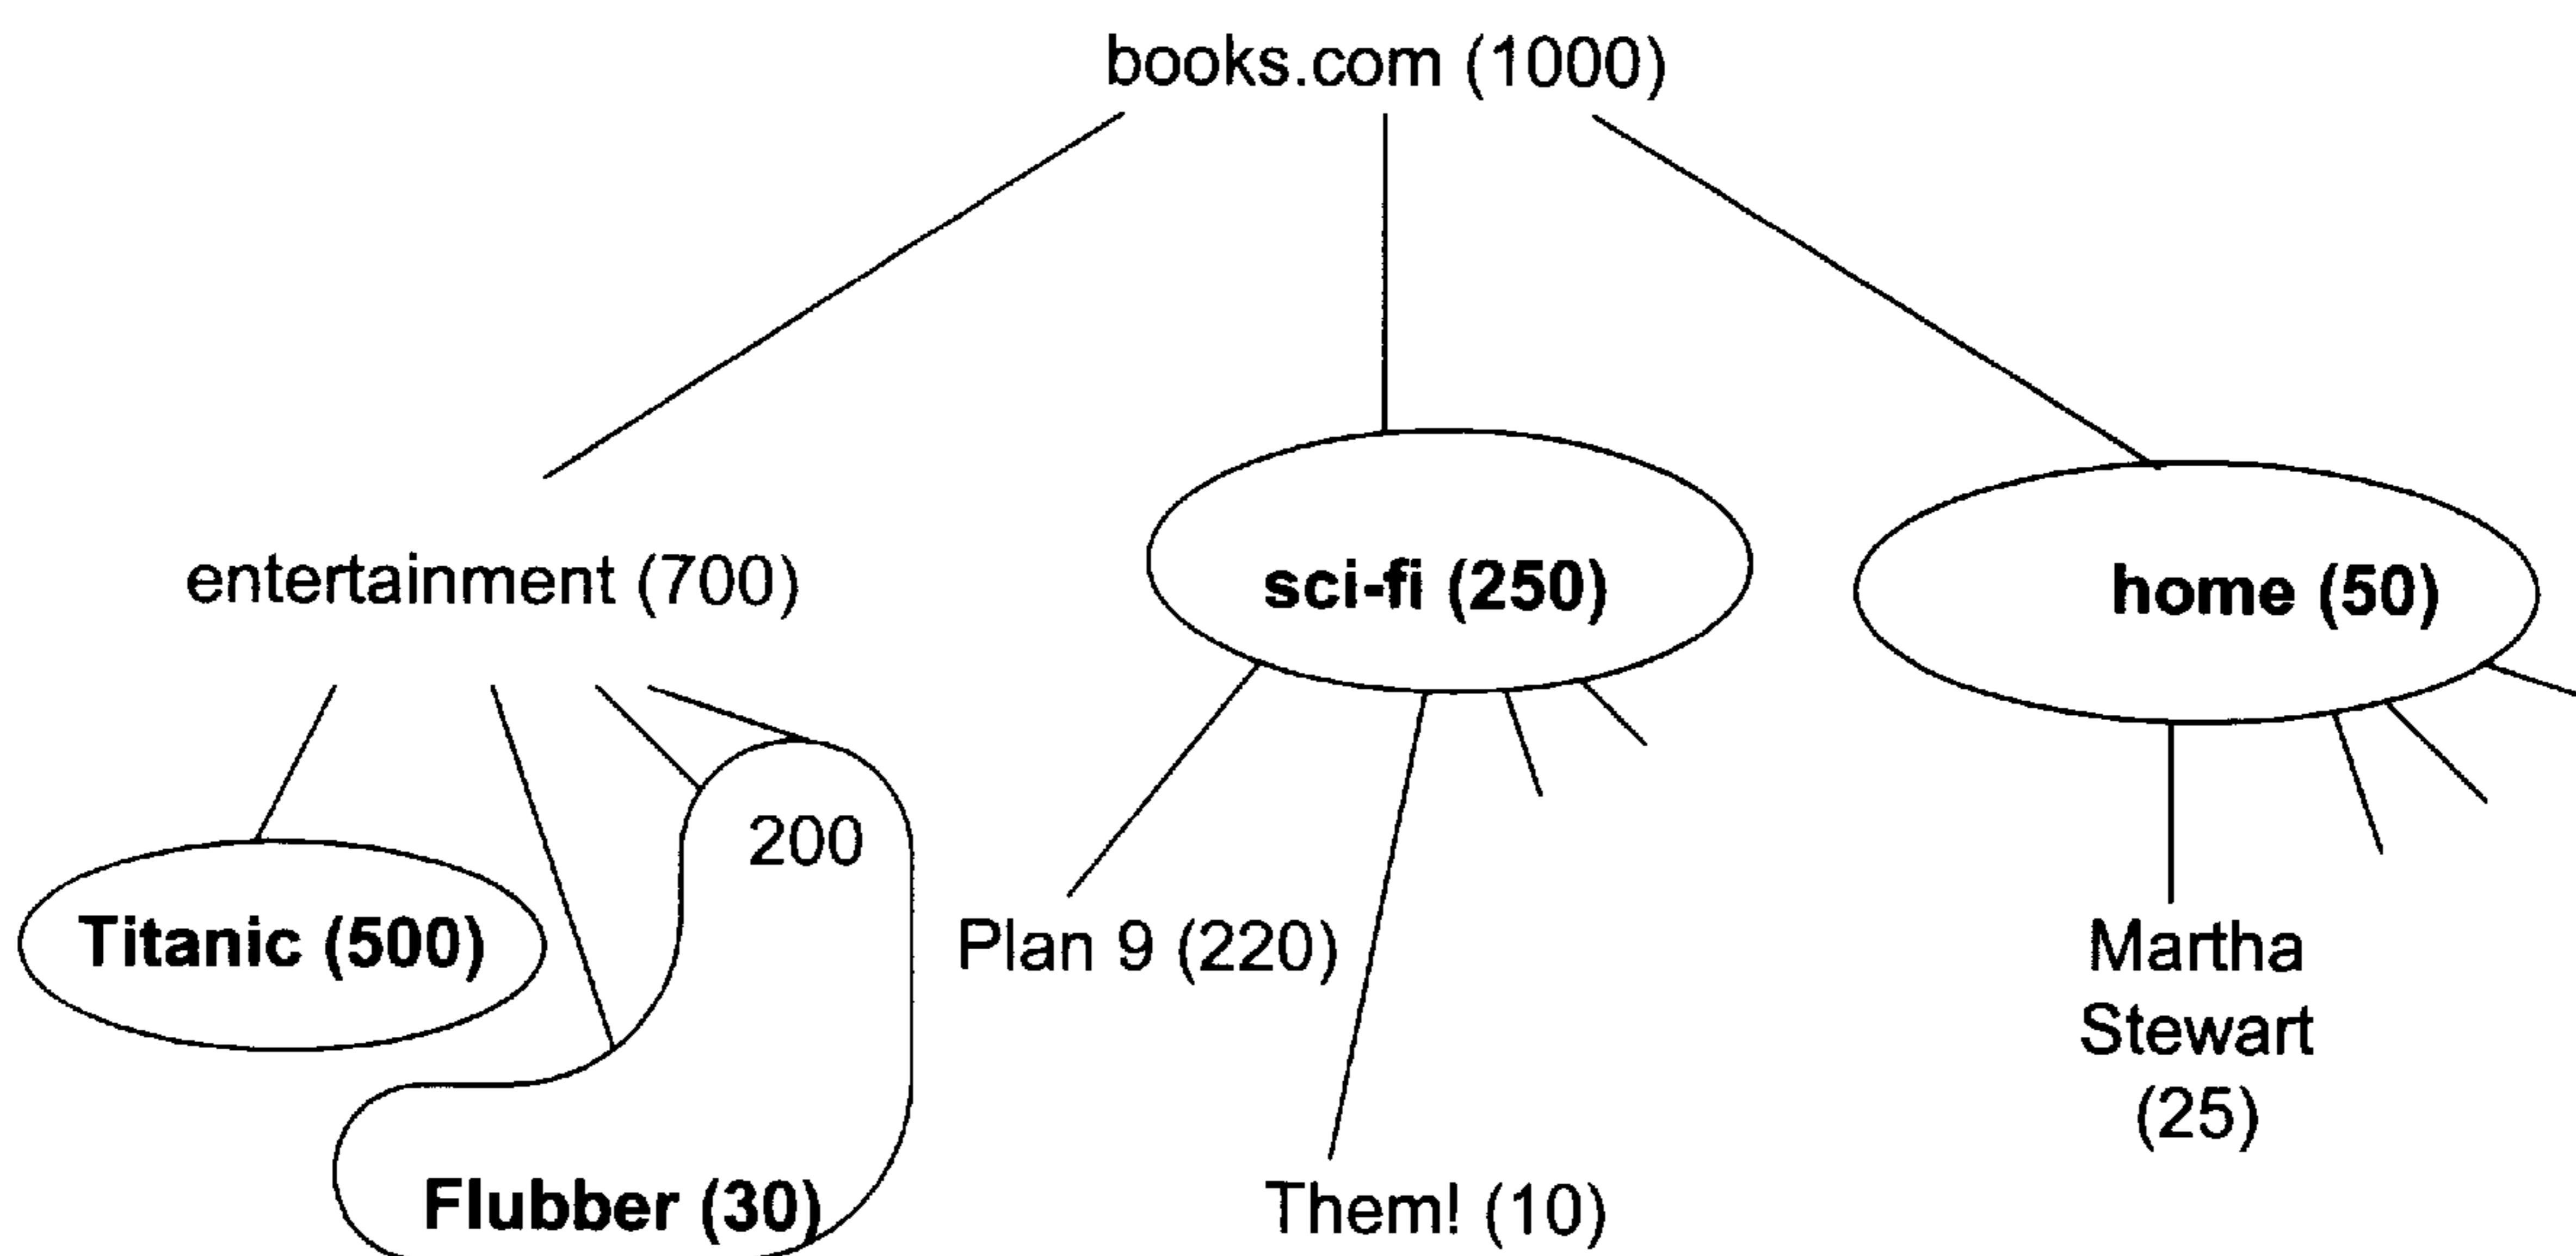 books.com (1000)
entertainment (700)
sci-fi (250)
home (50)
200
Titanic (500)
Plan 9 (220)
Martha
Stewart
(25)
Flubber (30)
Them! (10)